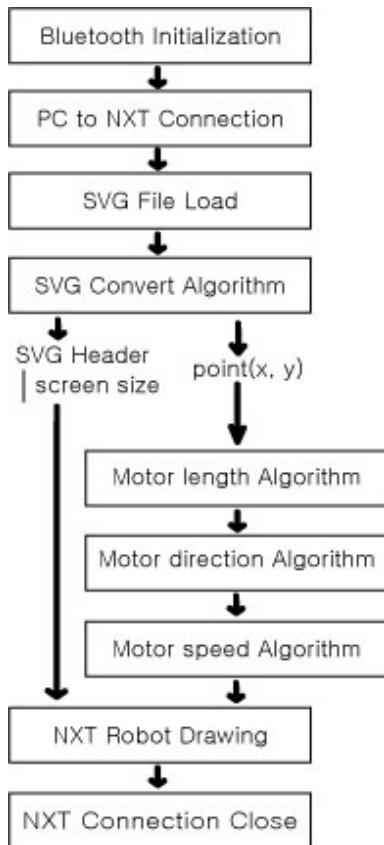 Bluetooth Initialization
PC to NXT Connection
SVG File Load
SVG Convert Algorithm
SVG Header
screen size
point(x, y)
Motor length Algorithm
Motor direction Algorithm
Motor speed Algorithm
NXT Robot Drawing
NXT Connection Close